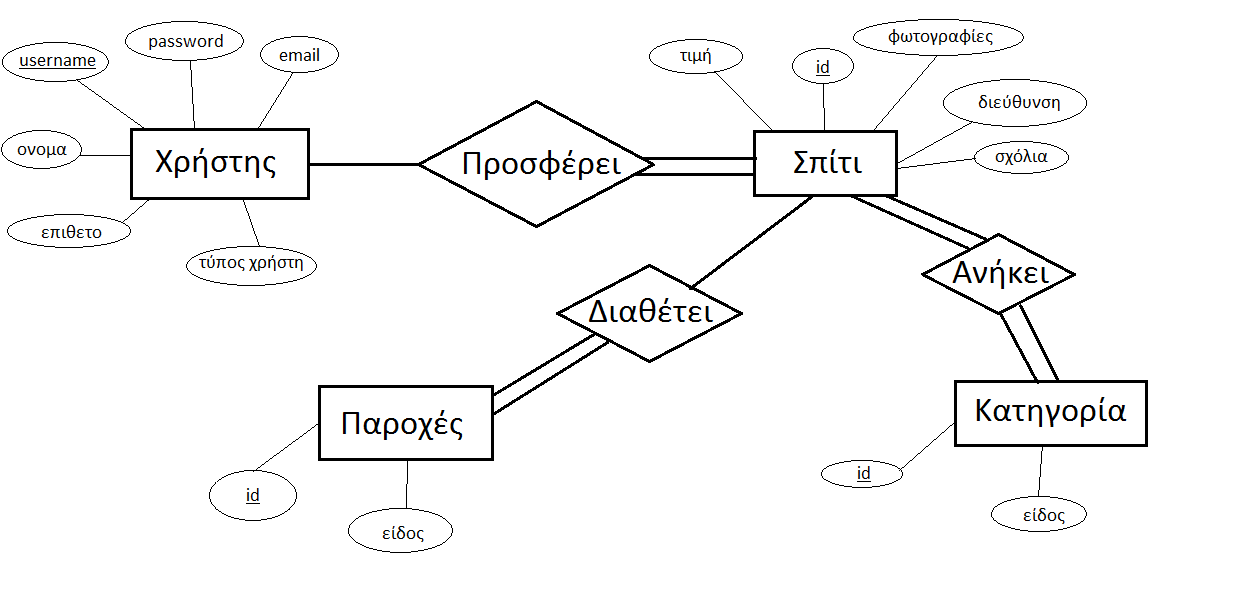 username
password
email
ονομα
Χρήστης
επιθετο
τύπος χρήστη
Προσφέρει
τιμή
id
φωτογραφίες
διεύθυνση
σχόλια
Σπίτι
Διαθέτει
Ανήκει
Παροχές
id
είδος
Κατηγορία
id
είδος